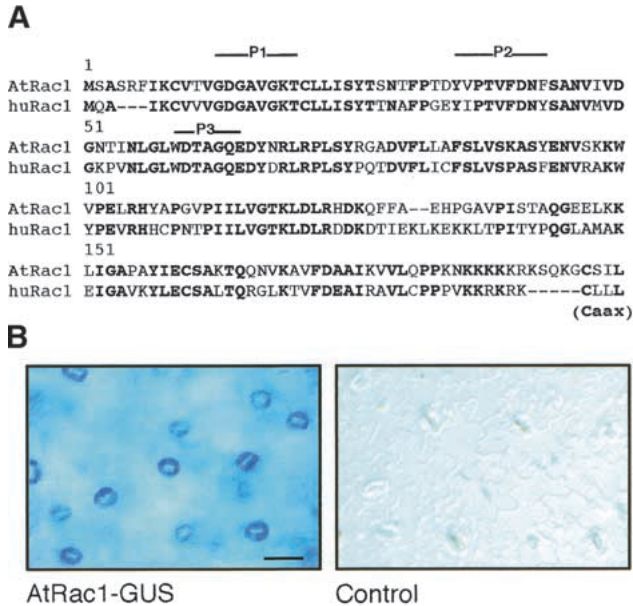 A
P1 P2
1
AtRac1 MSASRFIKCVTVGDGAVGKTCLLISYTSNTFPTDYVPTVFDNFSANVIVD
huRac1 MQA---IKCVVVGDGAVGKTCLLISYTTNAFPGEYIPTVFDNYSANVMVD
51 P3
AtRac1 GNTINLGLWDTAGQEDYNRLRPLSYRGADVFLLAFSLVSKASYENVSKKW
huRac1 GKPVNLGLWDTAGQEDYDRLRPLSYPQTDVFLICFSLVSPASFENVRAKW
101
AtRac1 VPELRHYAPGVPIILVGTKLDLRHDKQFFA--EHPGAVPISTAQGEELKK
huRac1 YPEVRHHCPNTPIILVGTKLDLRDDKDTIEKLKEKKLTPITYPQGLAMAK
151
AtRac1 LIGAPAYIECSAKTQQNVKAVFDAAIKVVLQPPKNKKKKKRKSQKGCSIL
huRac1 EIGAVKYLECSALTQRGLKTVFDEAIRAVLCPPPVKKRKRK-----CLLL
(Caax)
B
AtRac1-GUS Control